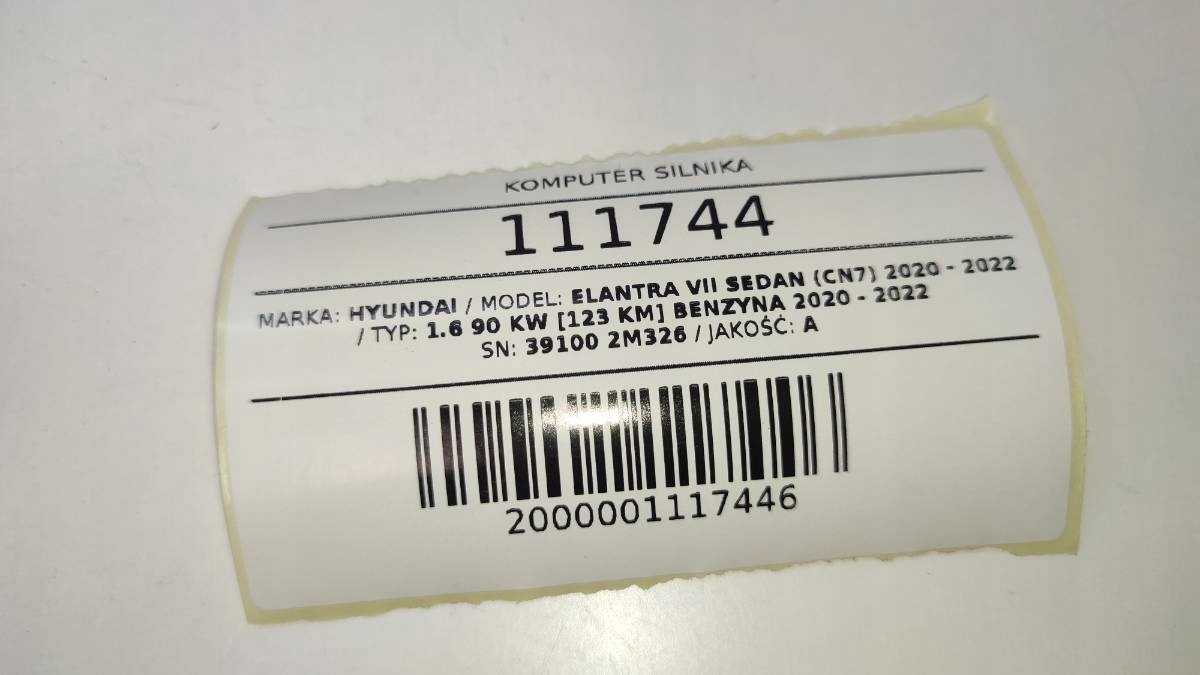 KOMPUTER SILNIKA
111744
MARKA: HYUNDAI / MODEL: ELANTRA VII SEDAN (CN7) 2020 - 2022
/ TYP: 1.6 90 KW [123 KM] BENZYNA 2020 - 2022
SN: 39100 2M326 / JAKOŚĆ: A
2000001117446